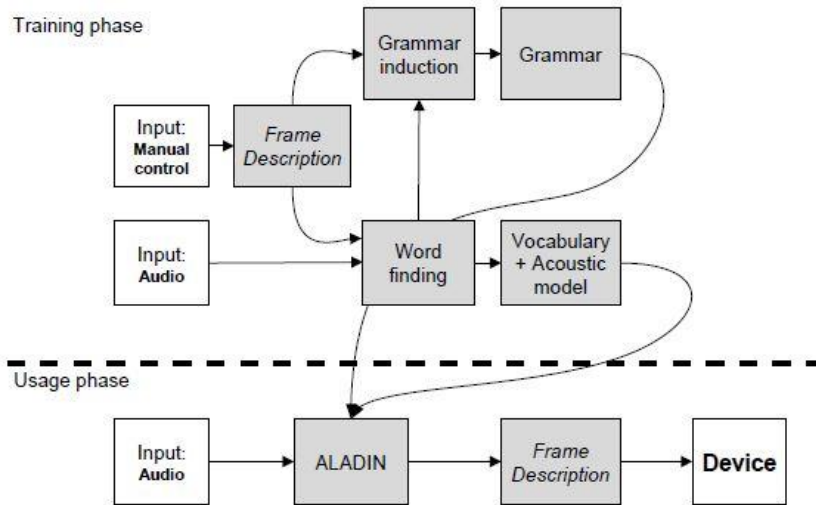 Training phase
Grammar
induction
Grammar
Input:
Manual
control
Frame
Description
Input:
Audio
Word
finding
Vocabulary
+ Acoustic
model
Usage phase
Input:
Audio
ALADIN
Frame
Description
Device